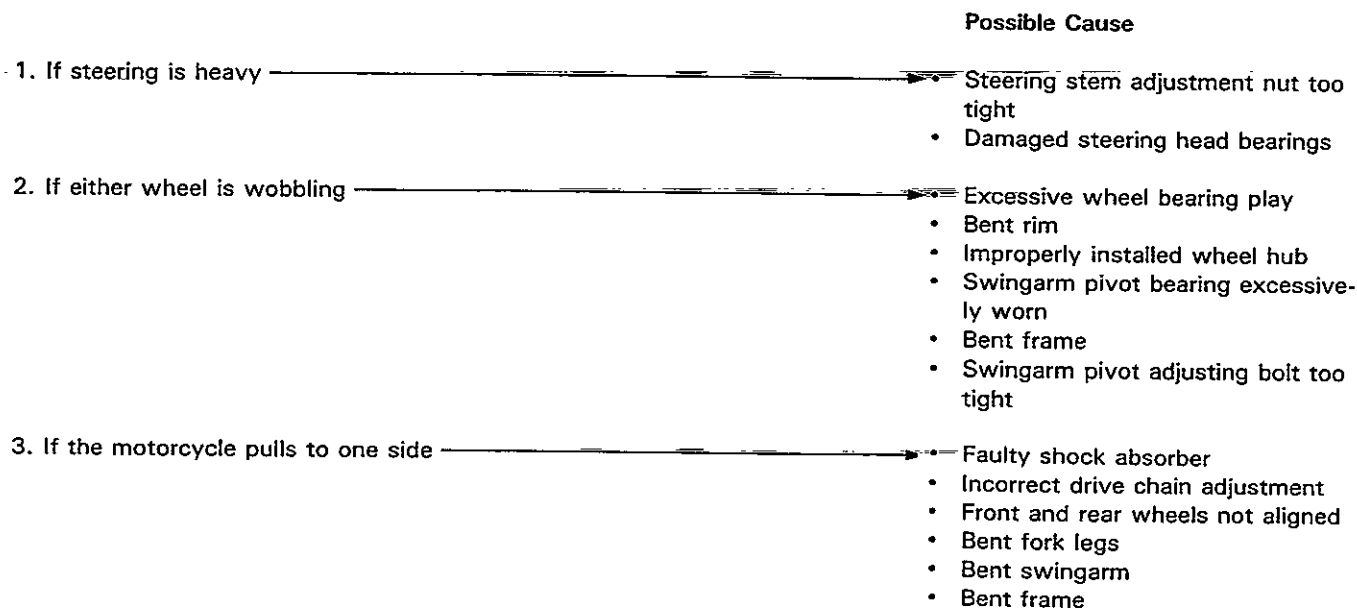 Possible Cause
1. If steering is heavy
• Steering stem adjustment nut too
tight
• Damaged steering head bearings
2. If either wheel is wobbling
• Excessive wheel bearing play
• Bent rim
• Improperly installed wheel hub
• Swingarm pivot bearing excessive-
ly worn
• Bent frame
• Swingarm pivot adjusting bolt too
tight
3. If the motorcycle pulls to one side
• Faulty shock absorber
• Incorrect drive chain adjustment
• Front and rear wheels not aligned
• Bent fork legs
• Bent swingarm
• Bent frame